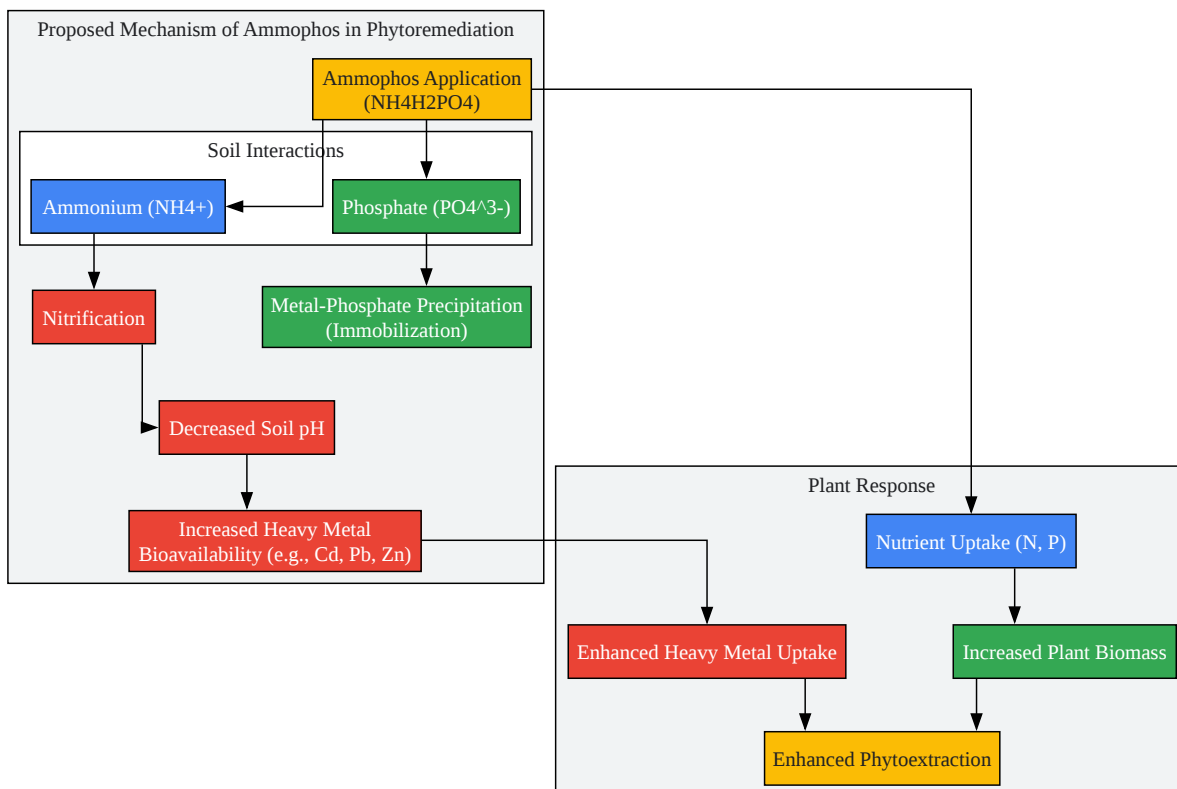 Proposed Mechanism of Ammophos in Phytoremediation
Ammophos Application
(NH4H2PO4)
Soil Interactions
Ammonium (NH4+)
Phosphate (PO4^3-)
Nitrification
Metal-Phosphate Precipitation
(Immobilization)
Decreased Soil pH
Increased Heavy Metal
Bioavailability (e.g., Cd, Pb, Zn)
Plant Response
Nutrient Uptake (N, P)
Enhanced Heavy Metal Uptake
Increased Plant Biomass
Enhanced Phytoextraction